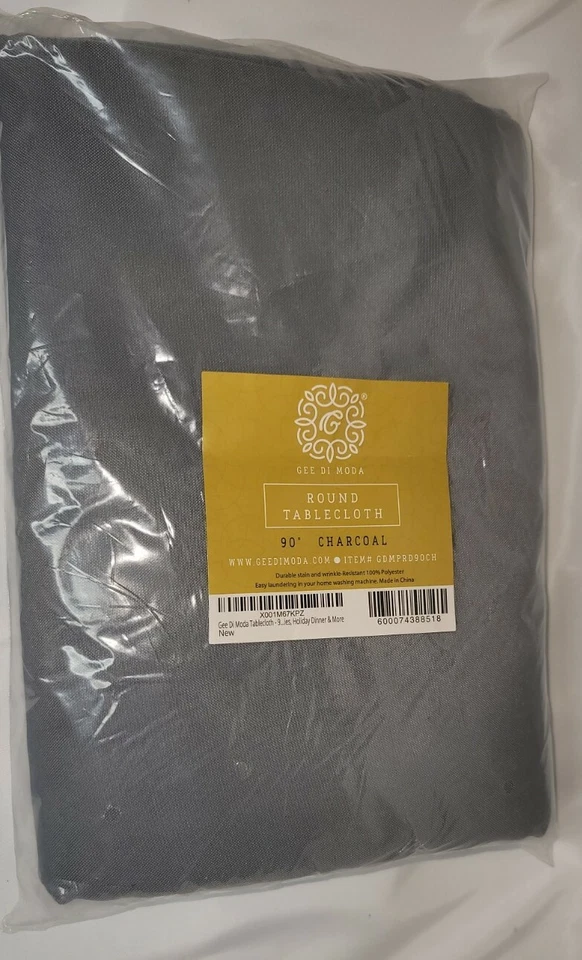 G ®
GEE DI MODA
ROUND
TABLECLOTH
90" CHARCOAL
WWW.GEEDIMODA.COM ● ITEM# GDMPRD90CH
Durable stain and wrinkle Resistant 100% Polyester
Easy laundering in your home washing machine. Made in China
X001M67KPZ
Gee Di Moda Tablecloth - 9...ies, Holiday Dinner & More
New
600074388518